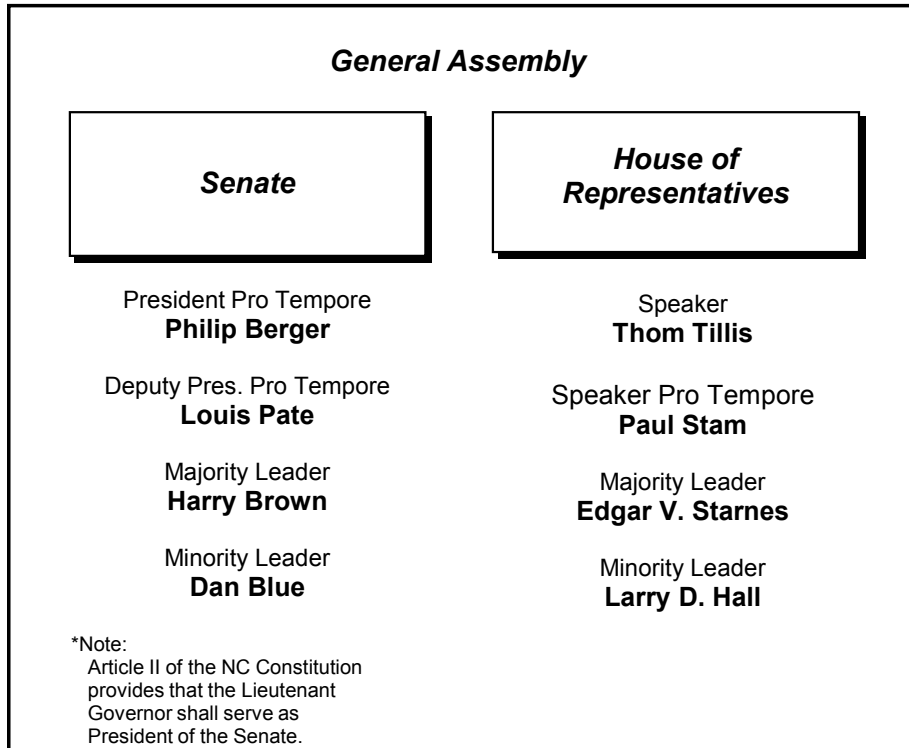 General Assembly
Senate
President Pro Tempore
Philip Berger
Deputy Pres. Pro Tempore
Louis Pate
Majority Leader
Harry Brown
Minority Leader
Dan Blue
*Note:
Article II of the NC Constitution
provides that the Lieutenant
Governor shall serve as
President of the Senate.
House of
Representatives
Speaker
Thom Tillis
Speaker Pro Tempore
Paul Stam
Majority Leader
Edgar V. Starnes
Minority Leader
Larry D. Hall